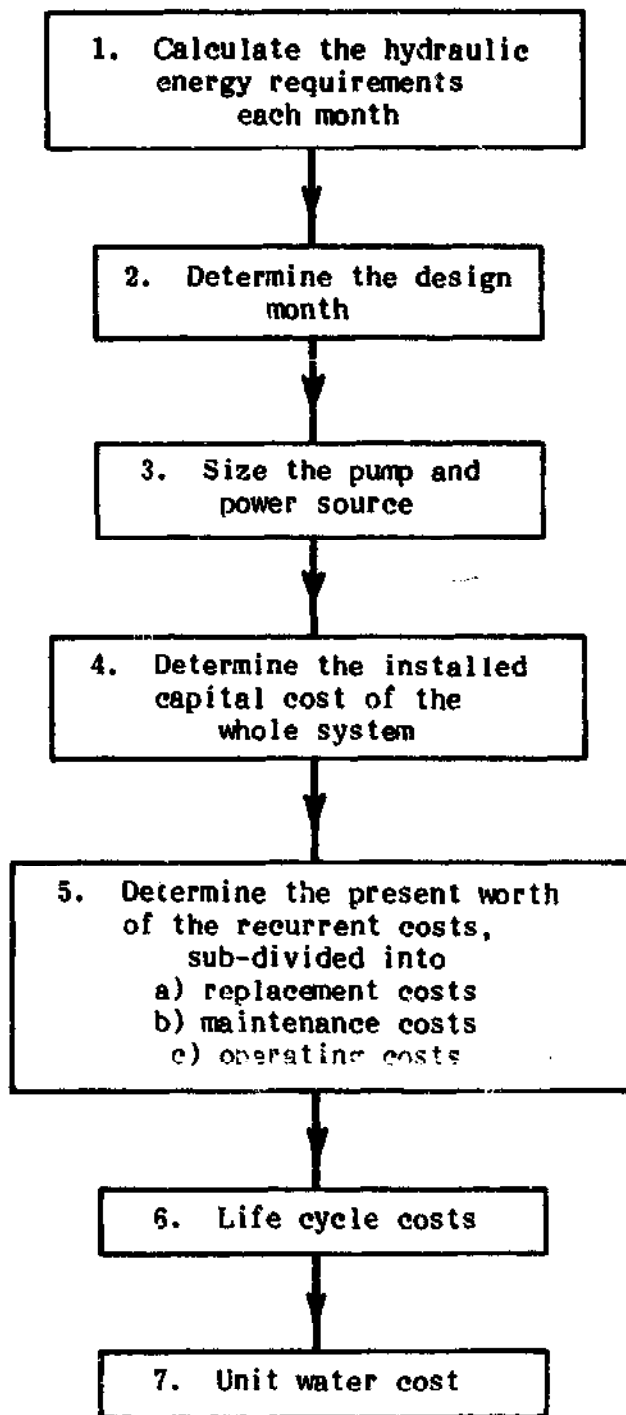 1. Calculate the hydraulic
energy requirements
each month
2. Determine the design
month
3. Size the pump and
power source
4. Determine the installed
capital cost of the
whole system
5. Determine the present worth
of the recurrent costs,
sub-divided into
a) replacement costs
b) maintenance costs
c) operating costs
6. Life cycle costs
7. Unit water cost